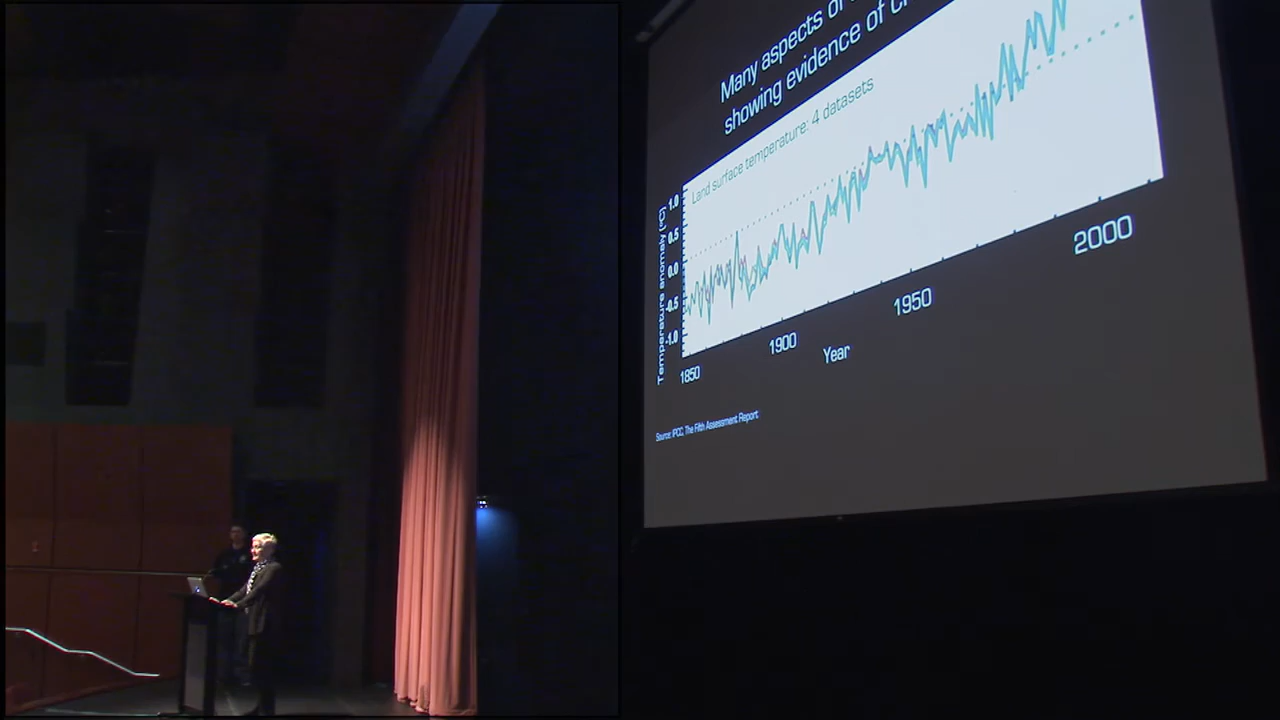 Many aspects of
showing evidence of
Land surface temperature: 4 datasets
Temperature anomaly (ºC)
1.0
0.5
0.0
-0.5
-1.0
1850
1900
1950
2000
Year
Source: IPCC, The Fifth Assessment Report